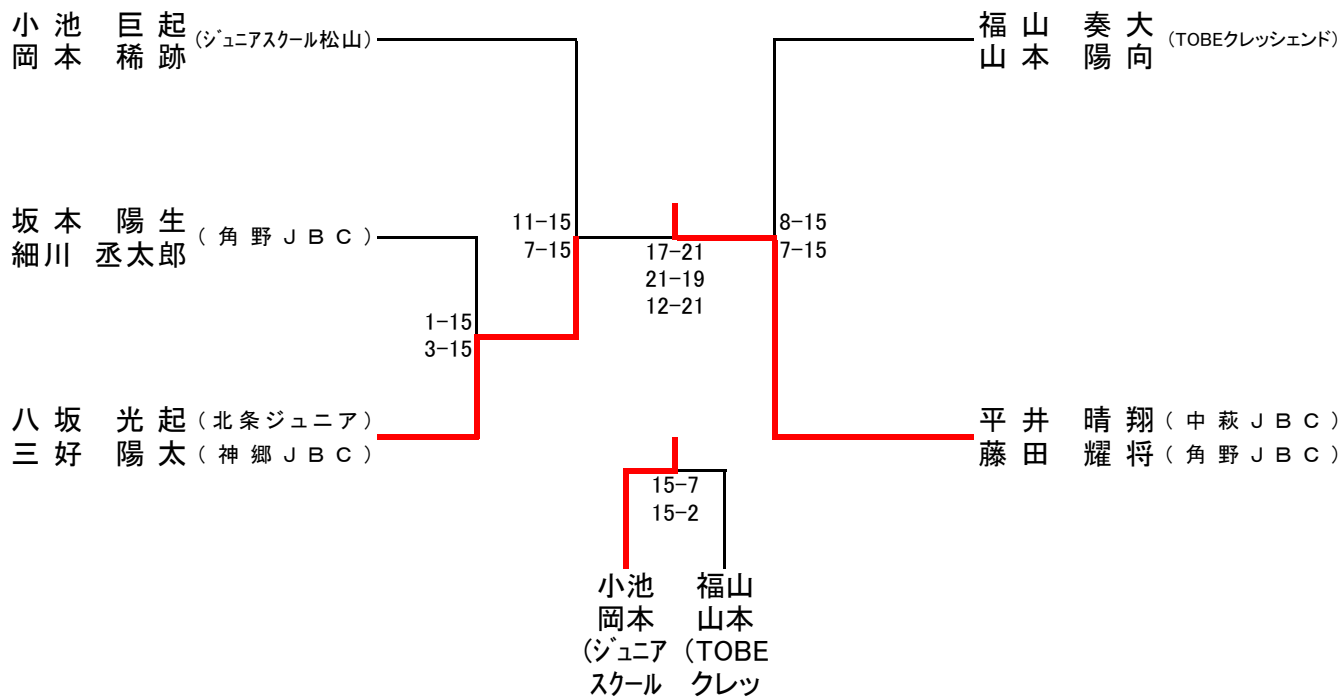 小池 巨起
岡本 稀跡
(ジュニアスクール松山)
福山 奏大
山本 陽向
(TOBEクレッシェンド)
坂本 陽生
細川 丞太郎
(角野JBC)
11-15
7-15
17-21
21-19
12-21
8-15
7-15
1-15
3-15
八坂 光起(北条ジュニア)
三好 陽太(神郷JBC)
平井 晴翔(中萩JBC)
藤田 耀将(角野JBC)
15-7
15-2
小池
岡本
(ジュニア
スクール
福山
山本
(TOBE
クレッ